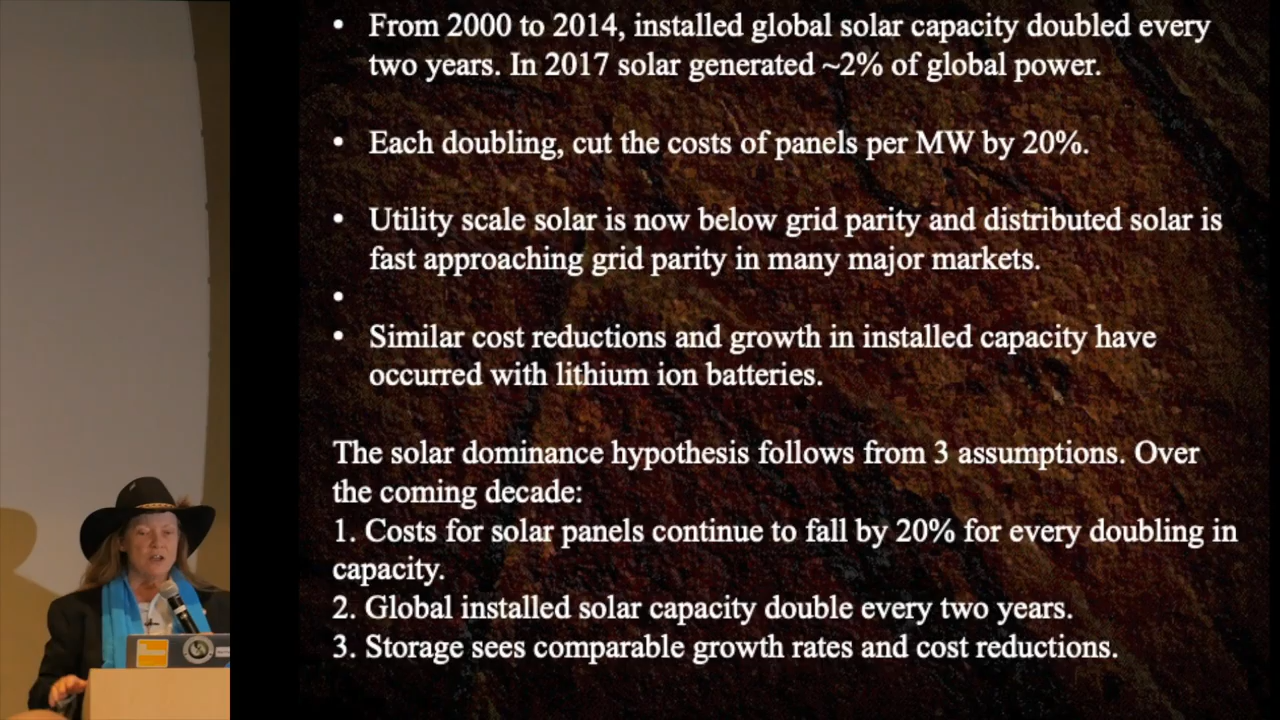 • From 2000 to 2014, installed global solar capacity doubled every
two years. In 2017 solar generated ~2% of global power.
• Each doubling, cut the costs of panels per MW by 20%.
• Utility scale solar is now below grid parity and distributed solar is
fast approaching grid parity in many major markets.
•
• Similar cost reductions and growth in installed capacity have
occurred with lithium ion batteries.
The solar dominance hypothesis follows from 3 assumptions. Over
the coming decade:
1. Costs for solar panels continue to fall by 20% for every doubling in
capacity.
2. Global installed solar capacity double every two years.
3. Storage sees comparable growth rates and cost reductions.